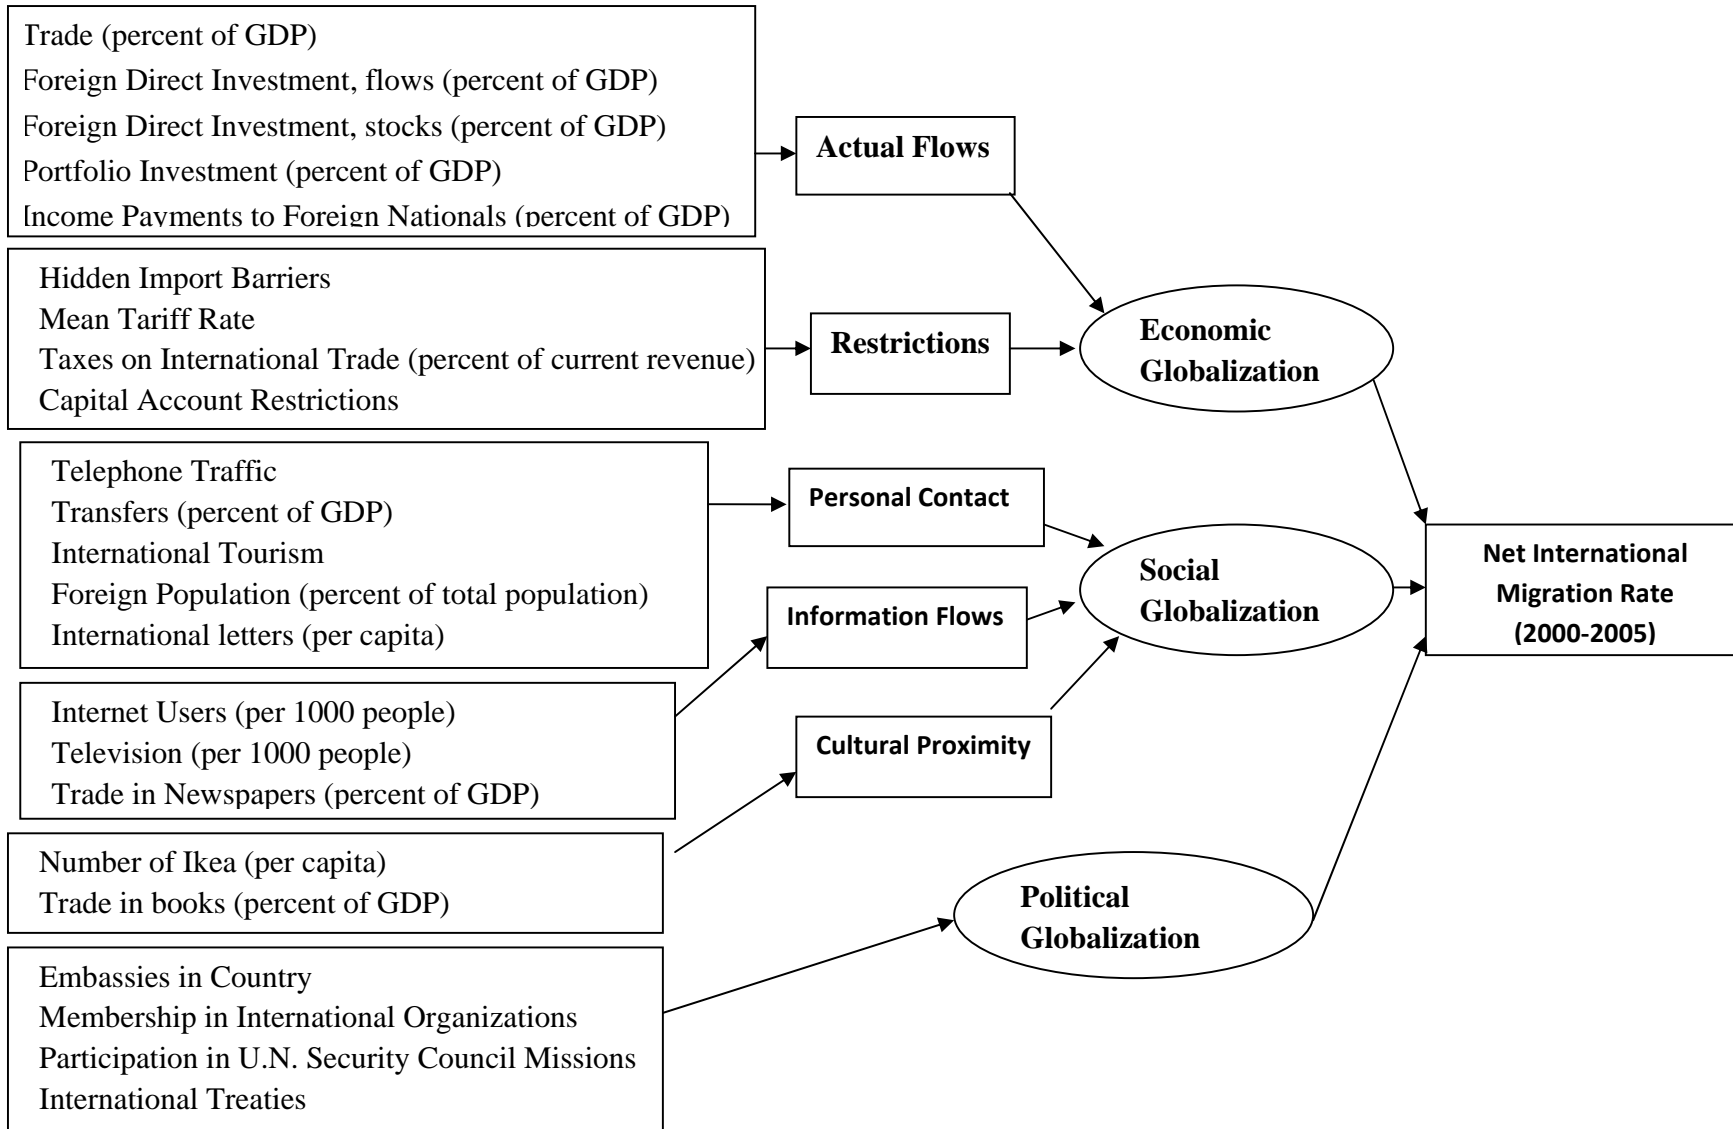 Trade (percent of GDP)
Foreign Direct Investment, flows (percent of GDP)
Foreign Direct Investment, stocks (percent of GDP)
Portfolio Investment (percent of GDP)
Income Payments to Foreign Nationals (percent of GDP)
Actual Flows
Hidden Import Barriers
Mean Tariff Rate
Taxes on International Trade (percent of current revenue)
Capital Account Restrictions
Restrictions
Economic
Globalization
Telephone Traffic
Transfers (percent of GDP)
International Tourism
Foreign Population (percent of total population)
International letters (per capita)
Personal Contact
Internet Users (per 1000 people)
Television (per 1000 people)
Trade in Newspapers (percent of GDP)
Information Flows
Number of Ikea (per capita)
Trade in books (percent of GDP)
Cultural Proximity
Social
Globalization
Embassies in Country
Membership in International Organizations
Participation in U.N. Security Council Missions
International Treaties
Political
Globalization
Net International
Migration Rate
(2000-2005)